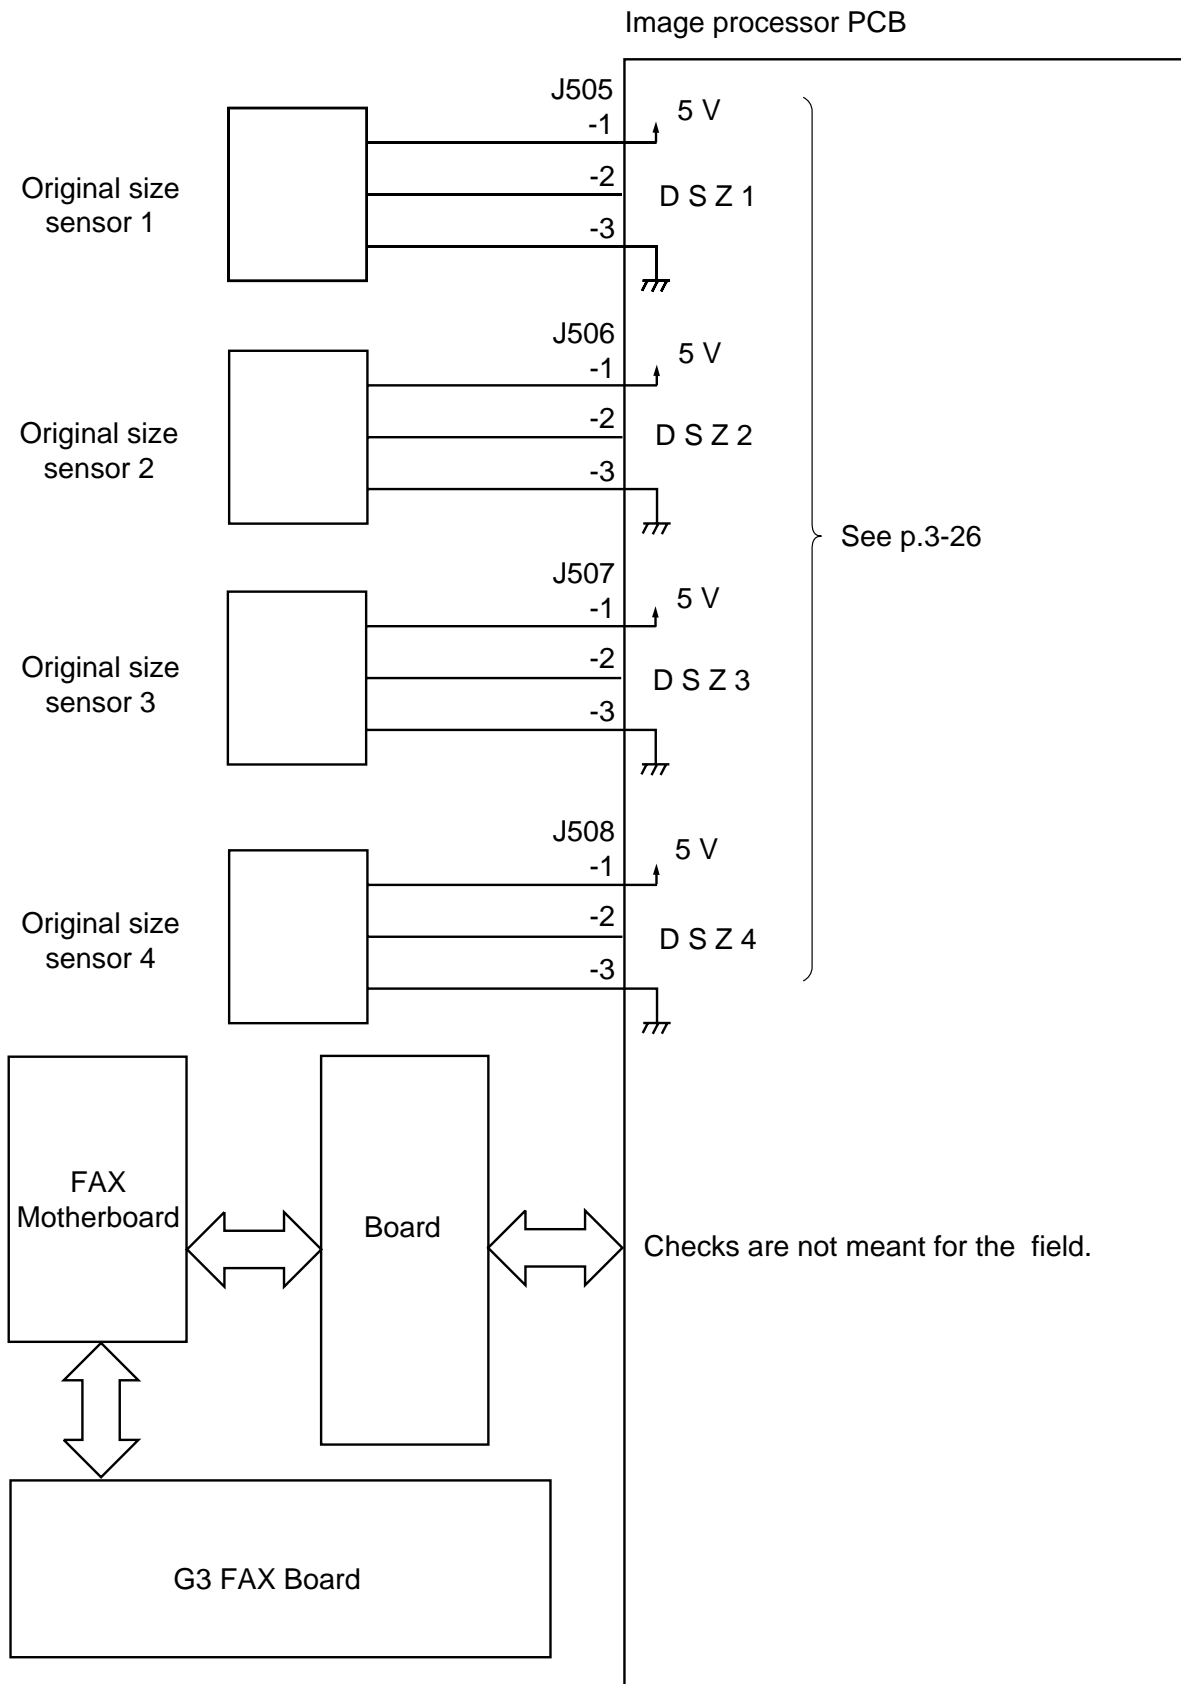 Image processor PCB
J505
-1
5 V
Original size
sensor 1
-2
D S Z 1
-3
J506
-1
5 V
Original size
sensor 2
-2
D S Z 2
-3
See p.3-26
J507
-1
5 V
Original size
sensor 3
-2
D S Z 3
-3
J508
-1
5 V
Original size
sensor 4
-2
D S Z 4
-3
FAX
Motherboard
Board
Checks are not meant for the field.
G3 FAX Board